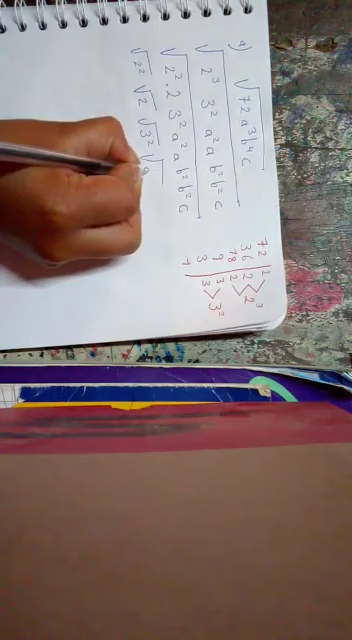 a) √72a³b⁴c
√2³ 3² a² a b² b² c
√2² · 2 3² a² a b² b² c
√2² √2 √3² √a
72 2
36 2 2³
18 2
9 3 3²
3 3
1